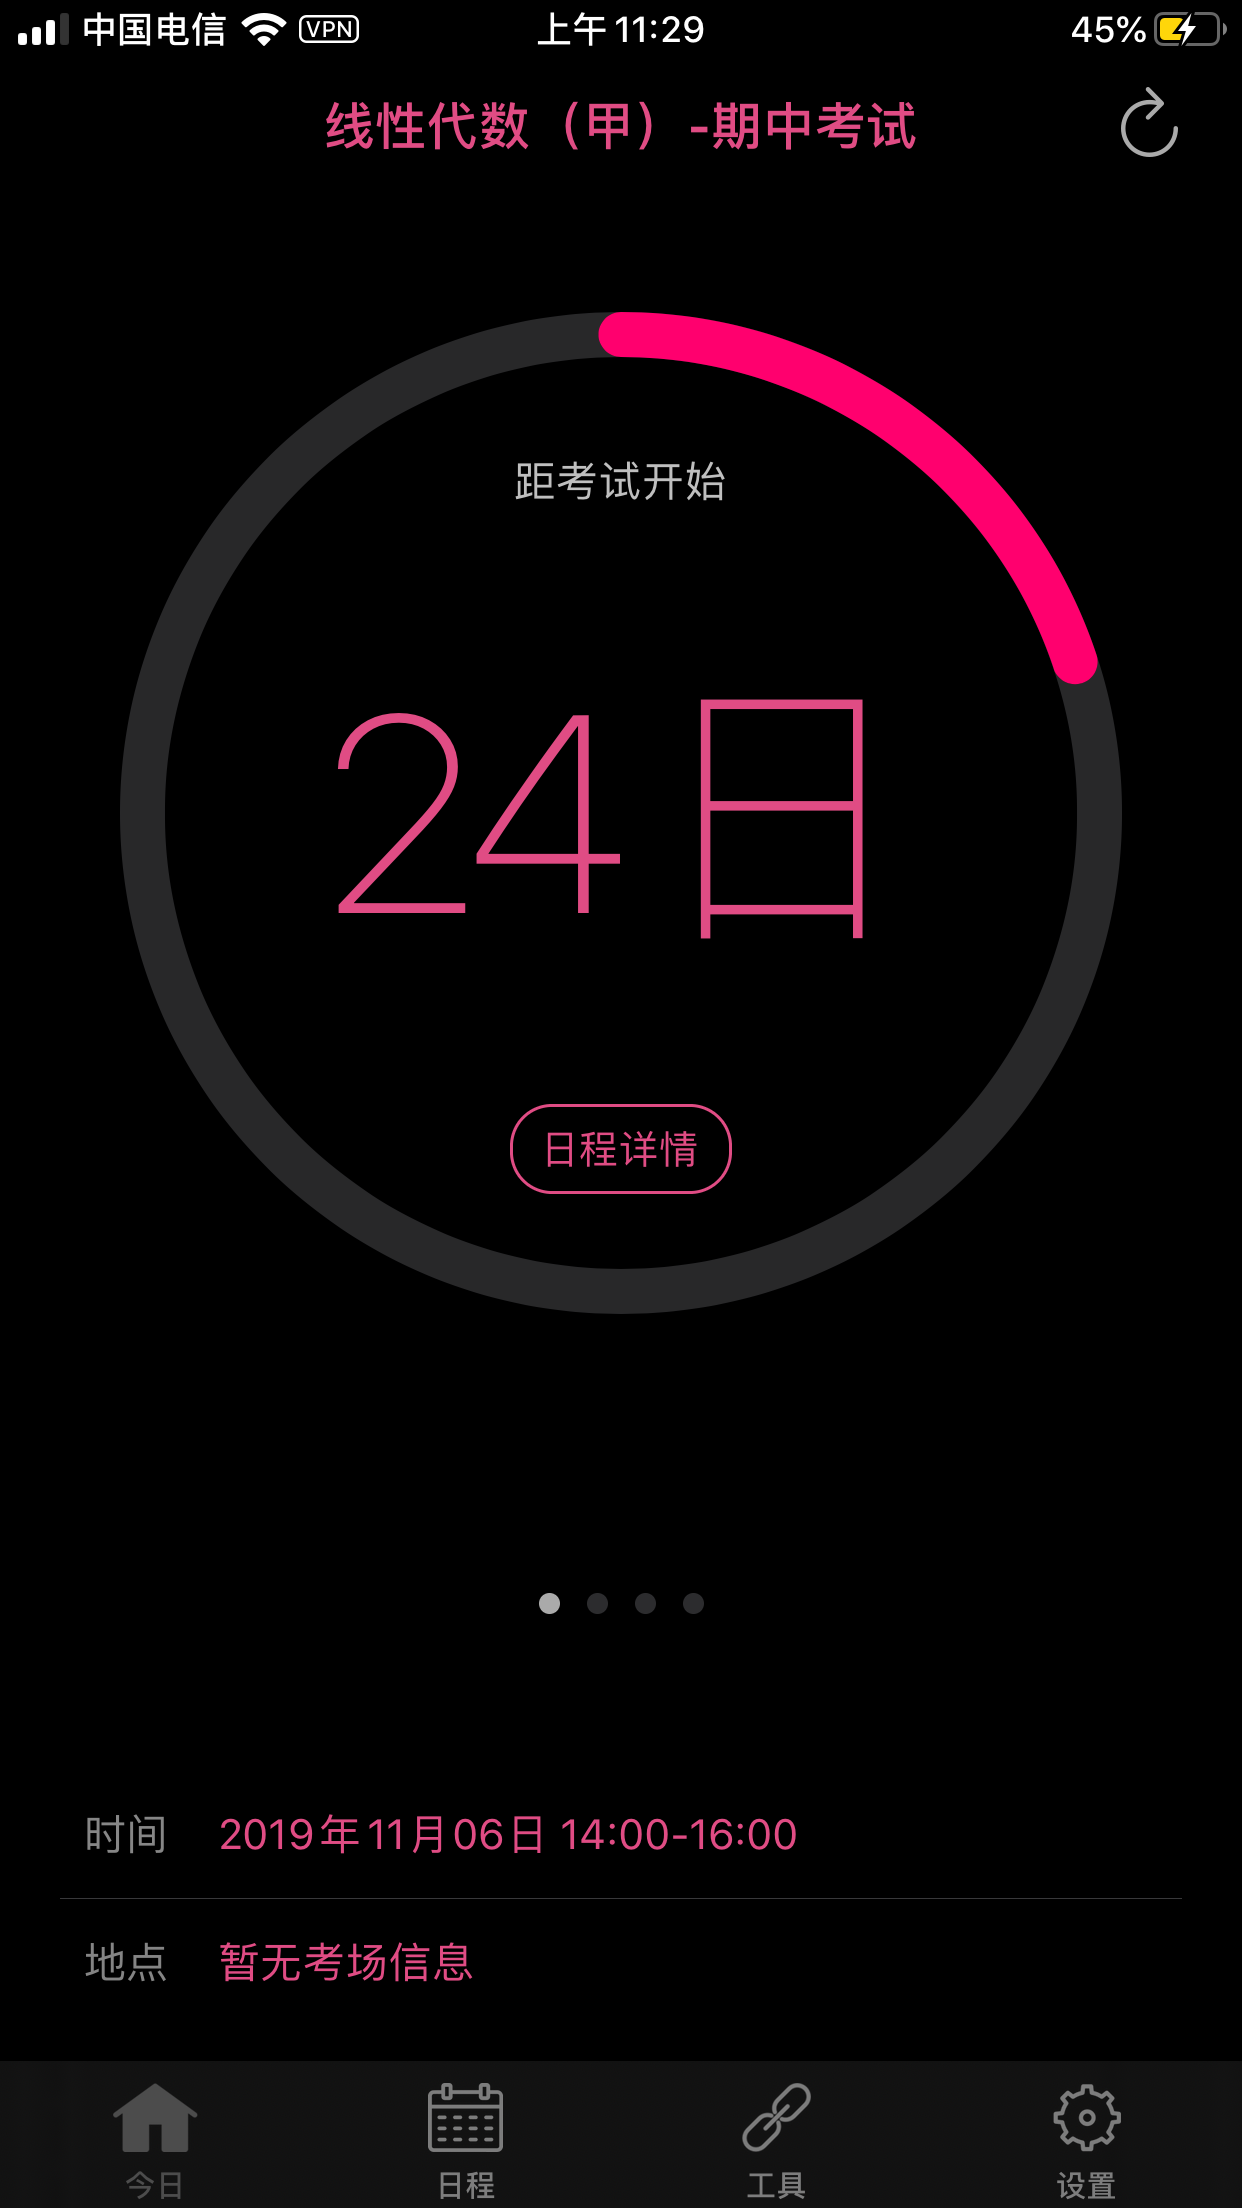 中国电信 VPN 上午 11:29 45%
线性代数（甲）-期中考试
距考试开始
24日
日程详情
时间 2019年11月06日 14:00-16:00
地点 暂无考场信息
今日 日程 工具 设置